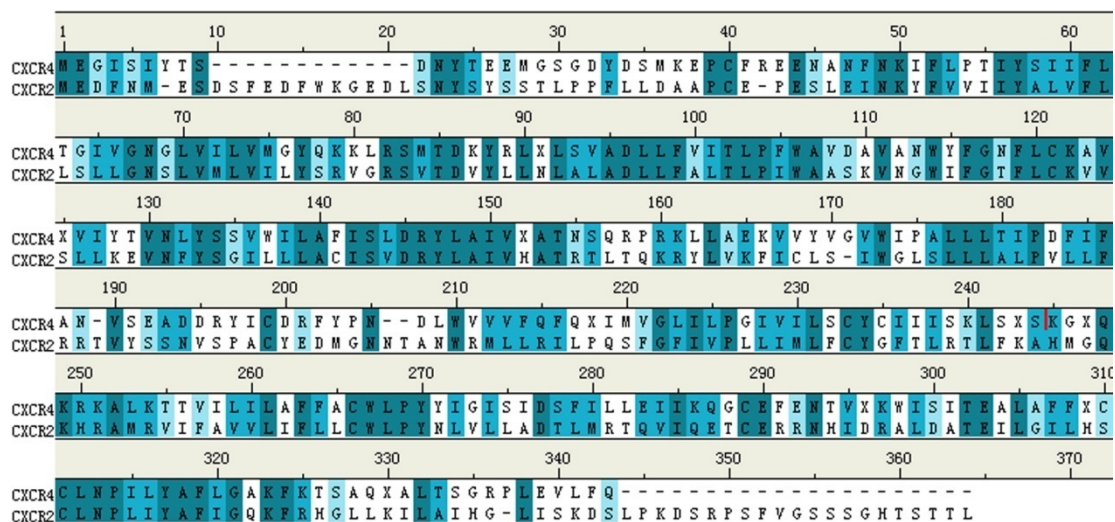 1 10 20 30 40 50 60
CXCR4 MEGISIYTS------------DNYTEEMGSGDYDSMKEPCFREENANFNKIFLPTIYSIIFL
CXCR2 MEDFNM-ESDSFEDFWKGEDLSNYSYSSTLPPFLLDAAPCE-PESLEINKYFVVIIYALVFL
70 80 90 100 110 120
CXCR4 TGIVGNGLVILVMGYQKKLRSMTDKYRLXLSVADLLFVITLPFWAVDAVANWYFGNFLCKAV
CXCR2 LSLLGNSLVMLVILYSRVGRSVTDVYLLNLALADLLFALTLPIWAASKVNGWIFGTFLCKVV
130 140 150 160 170 180
CXCR4 XVIYTVNLYSSVWILAFISLDRYLAIVXATNSQRPRKLLAEKVVYVGVWIPALLLTIPDFIF
CXCR2 SLLKEVNFYSGILLLACISVDRYLAIVHATRTLTQKRYLVKFICLS-IWGLSLLLALPVLLF
190 200 210 220 230 240
CXCR4 AN-VSEADDRYICDRFYPN--DLWVVVFQFQXIMVGLILPGIVILSCYCIIISKLSXSKGXQ
CXCR2 RRTVYSSNVSPACYEDMGNNTANWRMLLRILPQSFGFIVPLLIMLFCYGFTLRTLFKAHMGQ
250 260 270 280 290 300 310
CXCR4 KRKALKTTVILILAFFACWLPYYIGISIDSFILLEIIKQGCEFENTVXKWISITEALAFFXC
CXCR2 KHRAMRVIFAVVLIFLLCWLPYNLVLLADTLMRTQVIQETCERRNHIDRALDATEILGILHS
320 330 340 350 360 370
CXCR4 CLNPILYAFLGAKFKTSAQXALTSGRPLEVLFQ---------------------
CXCR2 CLNPLIYAFIGQKFRHGLLKILAIHG-LISKDSLPKDSRPSFVGSSSGHTSTTL